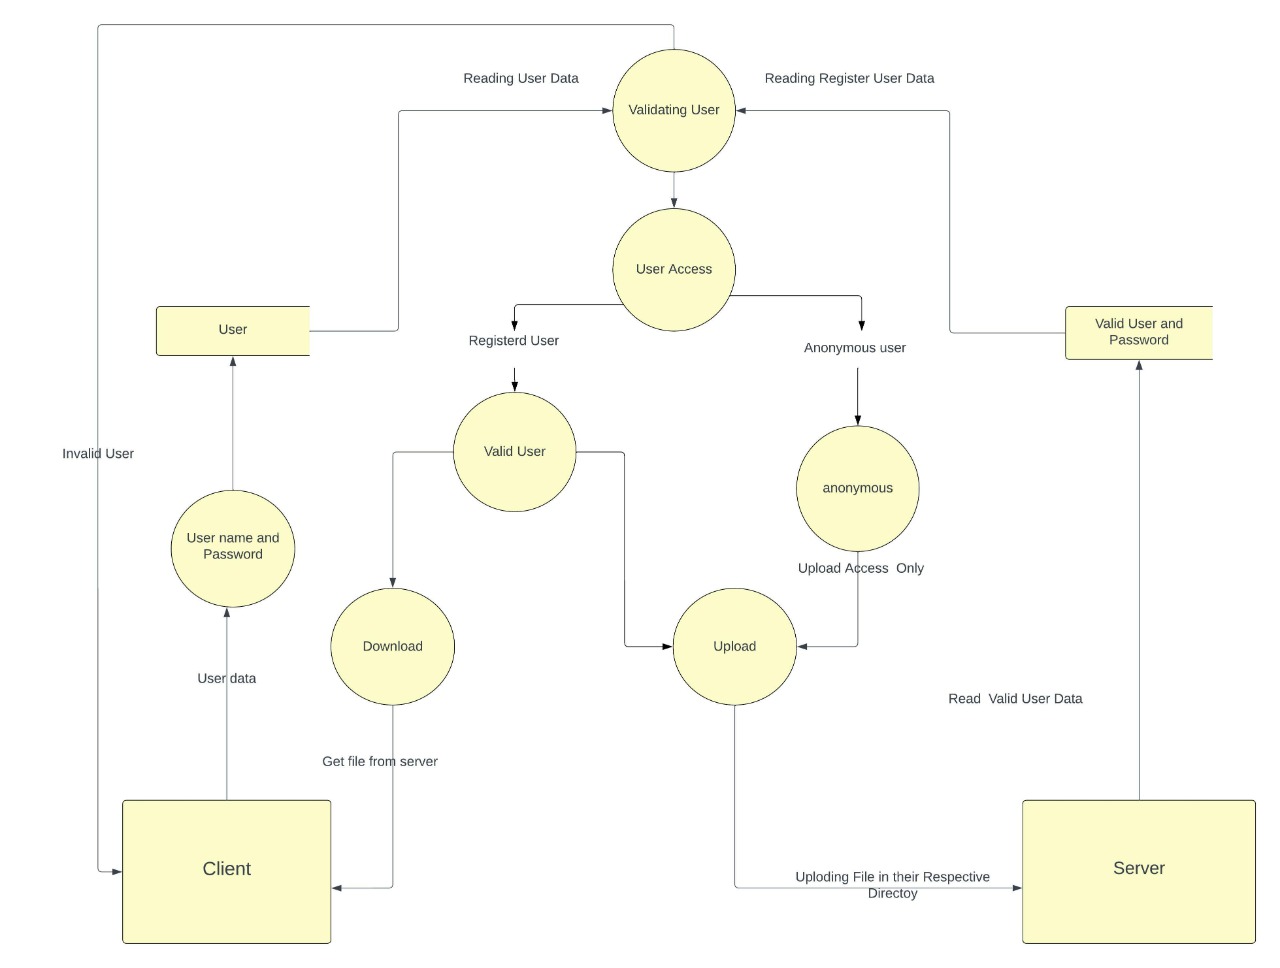 Reading User Data
Reading Register User Data
Validating User
User Access
User
Valid User and
Password
Registerd User
Anonymous user
Invalid User
Valid User
anonymous
User name and
Password
Upload Access  Only
Download
Upload
User data
Read  Valid User Data
Get file from server
Client
Server
Uploding File in their Respective
Directoy